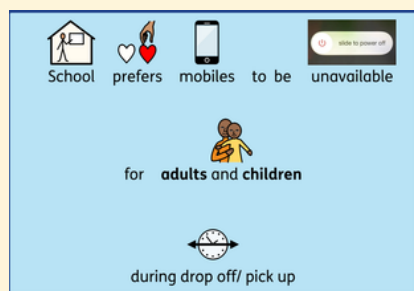 slide to power off
School prefers mobiles to be unavailable
for adults and children
during drop off/ pick up